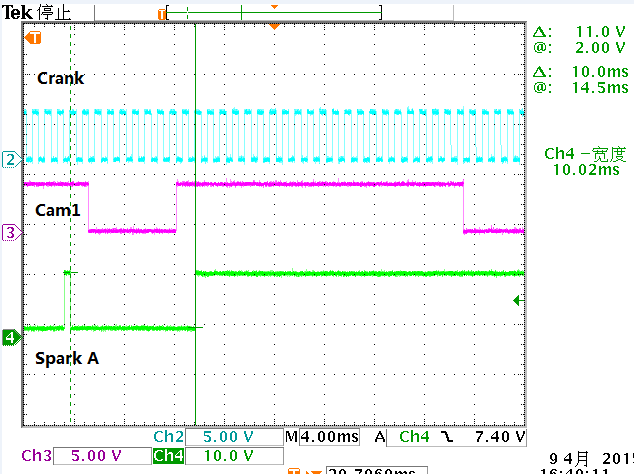 Tek 停止
T
T
Δ: 11.0 V
@: 2.00 V
Δ: 10.0ms
@: 14.5ms
Crank
2
Ch4 −宽度
10.02ms
Cam1
3
4
Spark A
Ch2 5.00 V M 4.00ms A Ch4 7.40 V
Ch3 5.00 V Ch4 10.0 V
9 4月